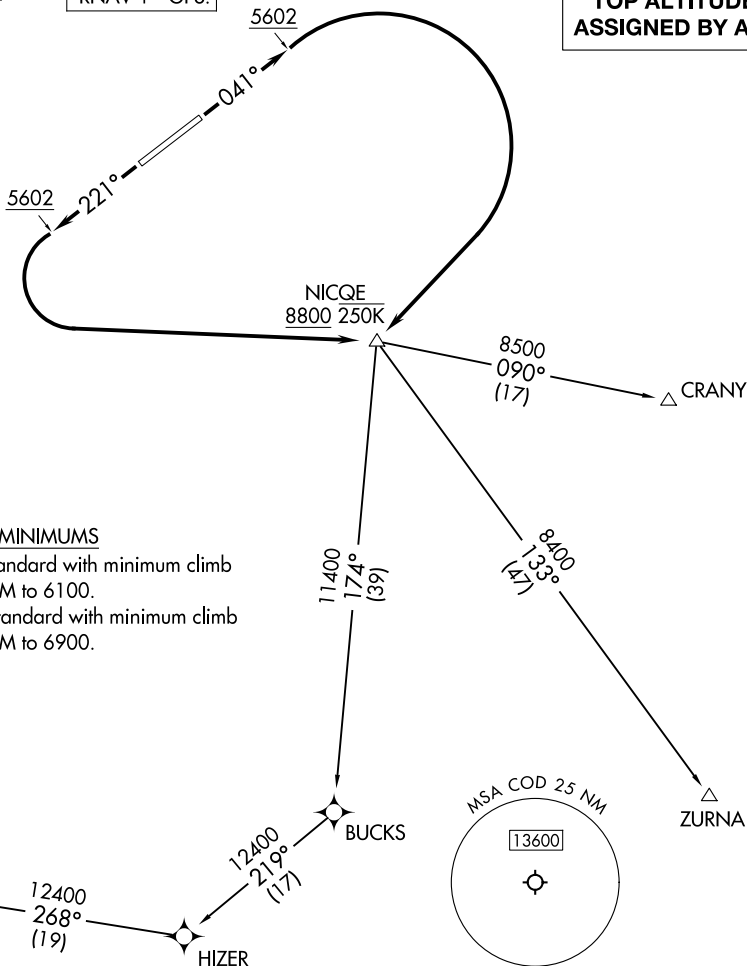 RNAV 1 - GPS.
TOP ALTITUDE
ASSIGNED BY A
5602
041°
221°
5602
NICQE
8800 250K
8500
090°
(17)
CRANY
MINIMUMS
andard with minimum climb
M to 6100.
tandard with minimum climb
M to 6900.
11400
174°
(39)
8400
133°
(47)
MSA COD 25 NM
13600
ZURNA
BUCKS
12400
219°
(17)
12400
268°
(19)
HIZER